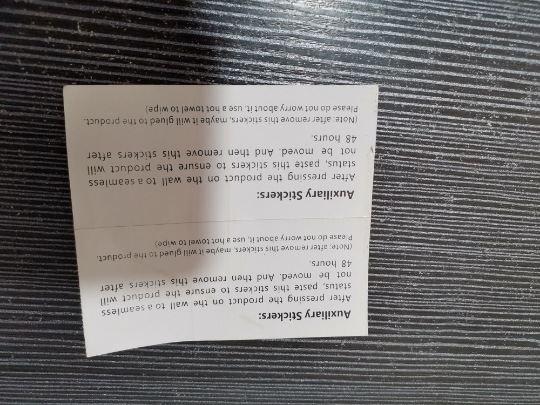 Auxiliary Stickers:
After pressing the product on the wall to a seamless
status, paste this stickers to ensure the product will
not be moved. And then remove this stickers after
48 hours.
(Note: after remove this stickers, maybe it will glued to the product.
Please do not worry about it, use a hot towel to wipe)
Auxiliary Stickers:
After pressing the product on the wall to a seamless
status, paste this stickers to ensure the product will
not be moved. And then remove this stickers after
48 hours.
(Note: after remove this stickers, maybe it will glued to the product.
Please do not worry about it, use a hot towel to wipe)